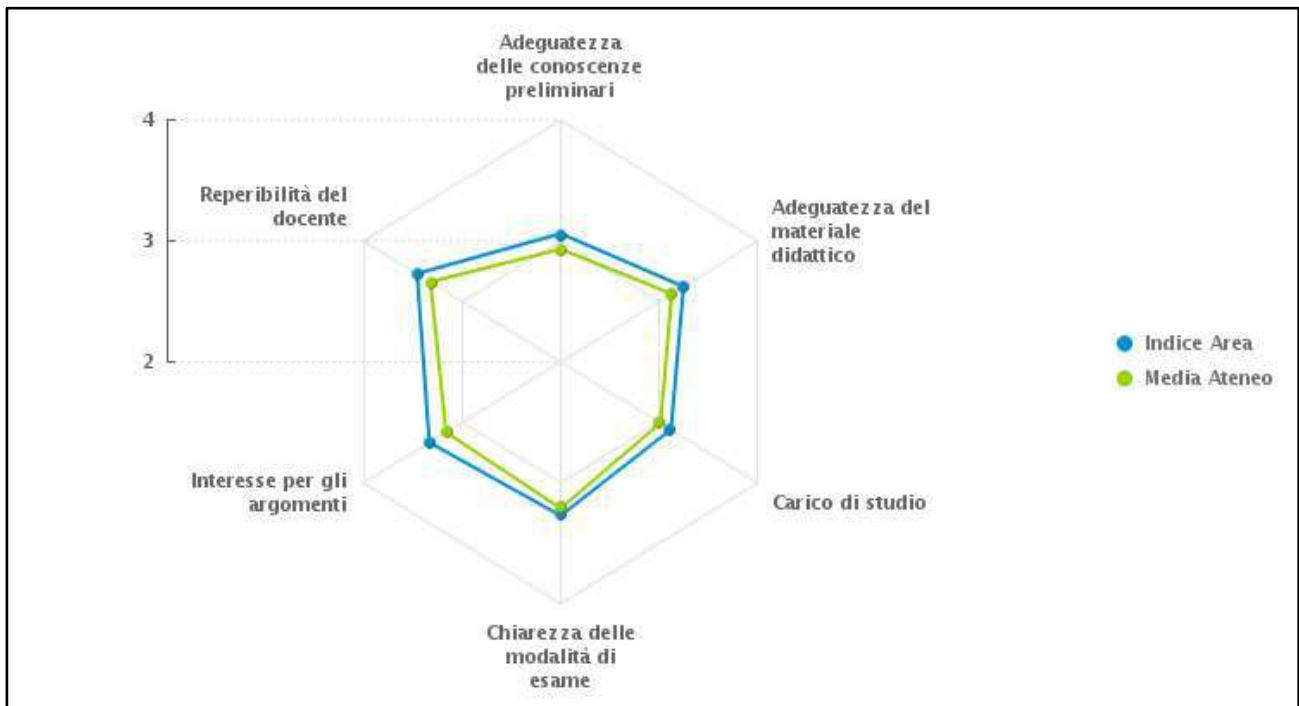 Adeguatezza
delle conoscenze
preliminari
4
Reperibilità del
docente
Adeguatezza del
materiale
didattico
3
2
Indice Area
Media Ateneo
Interesse per gli
argomenti
Carico di studio
Chiarezza delle
modalità di
esame